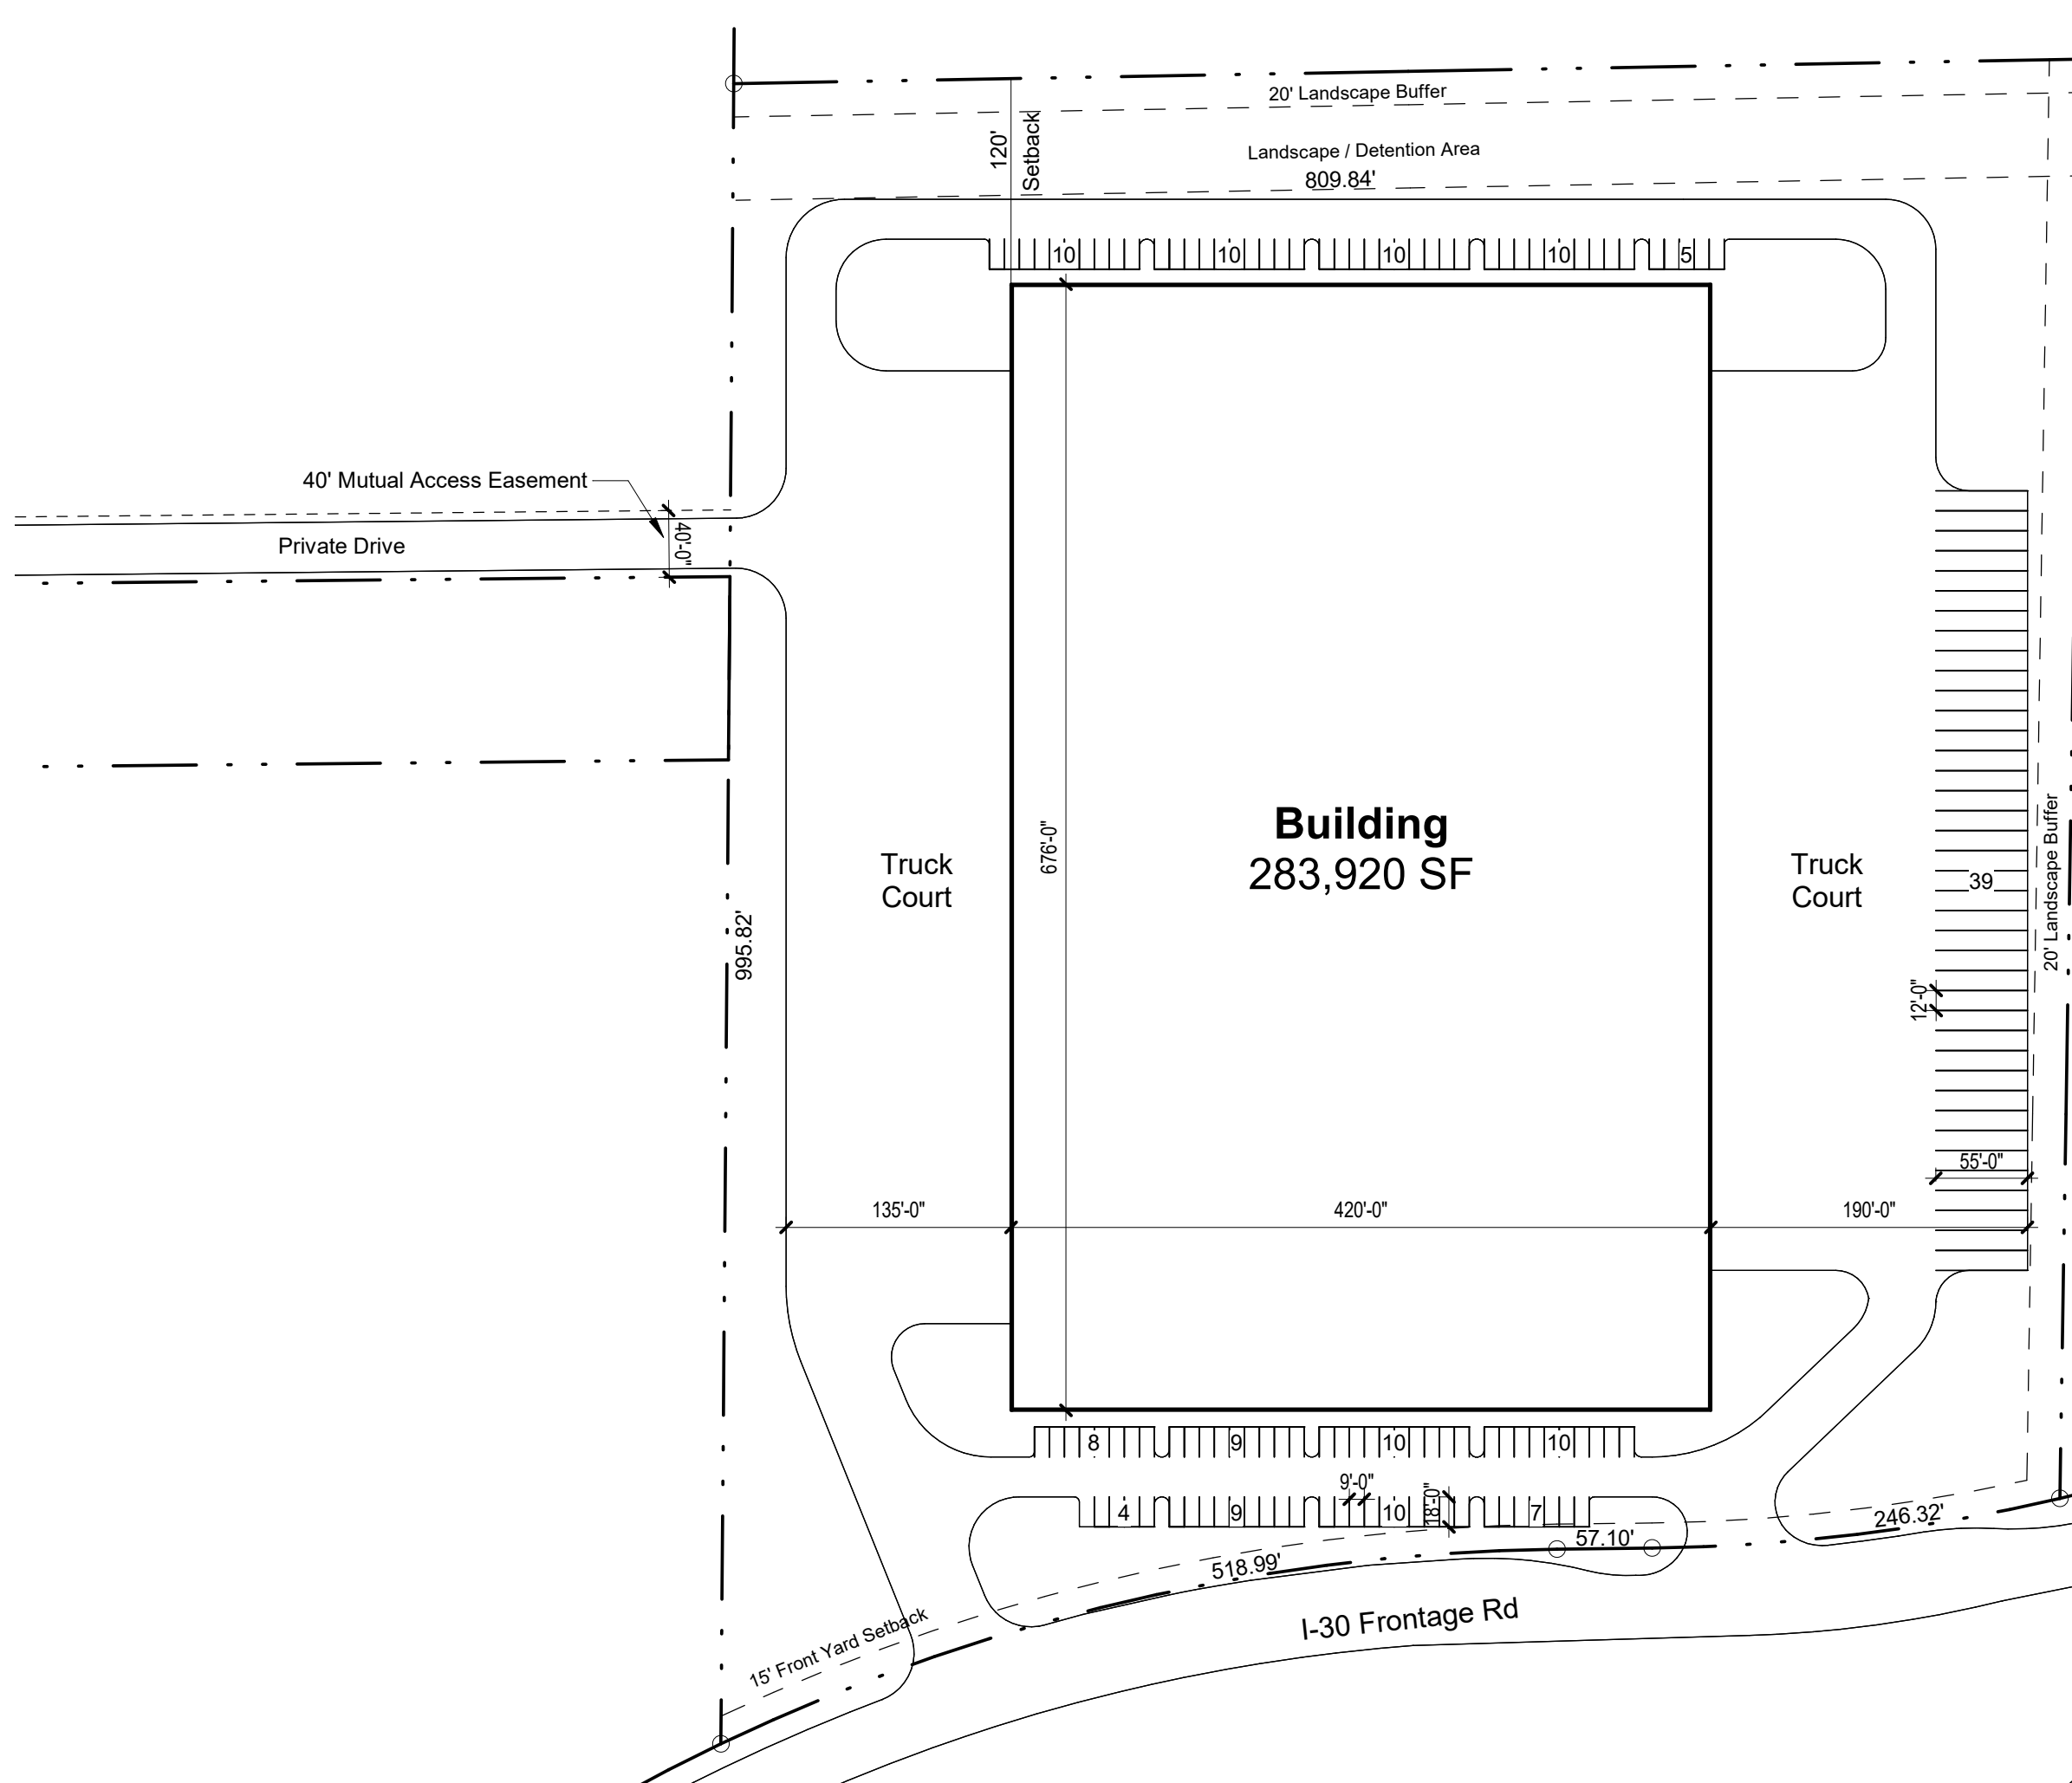 20' Landscape Buffer
120'
Setback
Landscape / Detention Area
809.84'
10
10
10
10
5
40' Mutual Access Easement
40'-0"
Private Drive
Building
283,920 SF
676'-0"
Truck
Court
Truck
Court
39
20' Landscape Buffer
995.82'
12'-0"
55'-0"
135'-0"
420'-0"
190'-0"
8
9
10
10
9'-0"
18'-0"
4
9
10
7
57.10'
246.32'
518.99'
15' Front Yard Setback
I-30 Frontage Rd